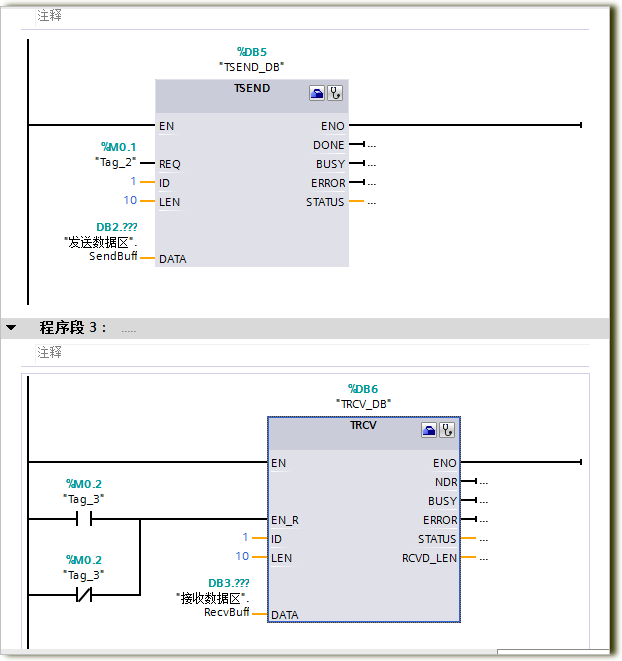 注释
%DB5
"TSEND_DB"
TSEND
EN ENO
DONE ...
%M0.1
"Tag_2" REQ BUSY ...
1 ID ERROR ...
10 LEN STATUS ...
DB2.???
"发送数据区".
SendBuff DATA
程序段 3： .....
注释
%DB6
"TRCV_DB"
TRCV
EN ENO
NDR ...
%M0.2
"Tag_3"
BUSY ...
EN_R ERROR ...
1 ID STATUS ...
10 LEN RCVD_LEN ...
%M0.2
"Tag_3"
DB3.???
"接收数据区".
RecvBuff DATA